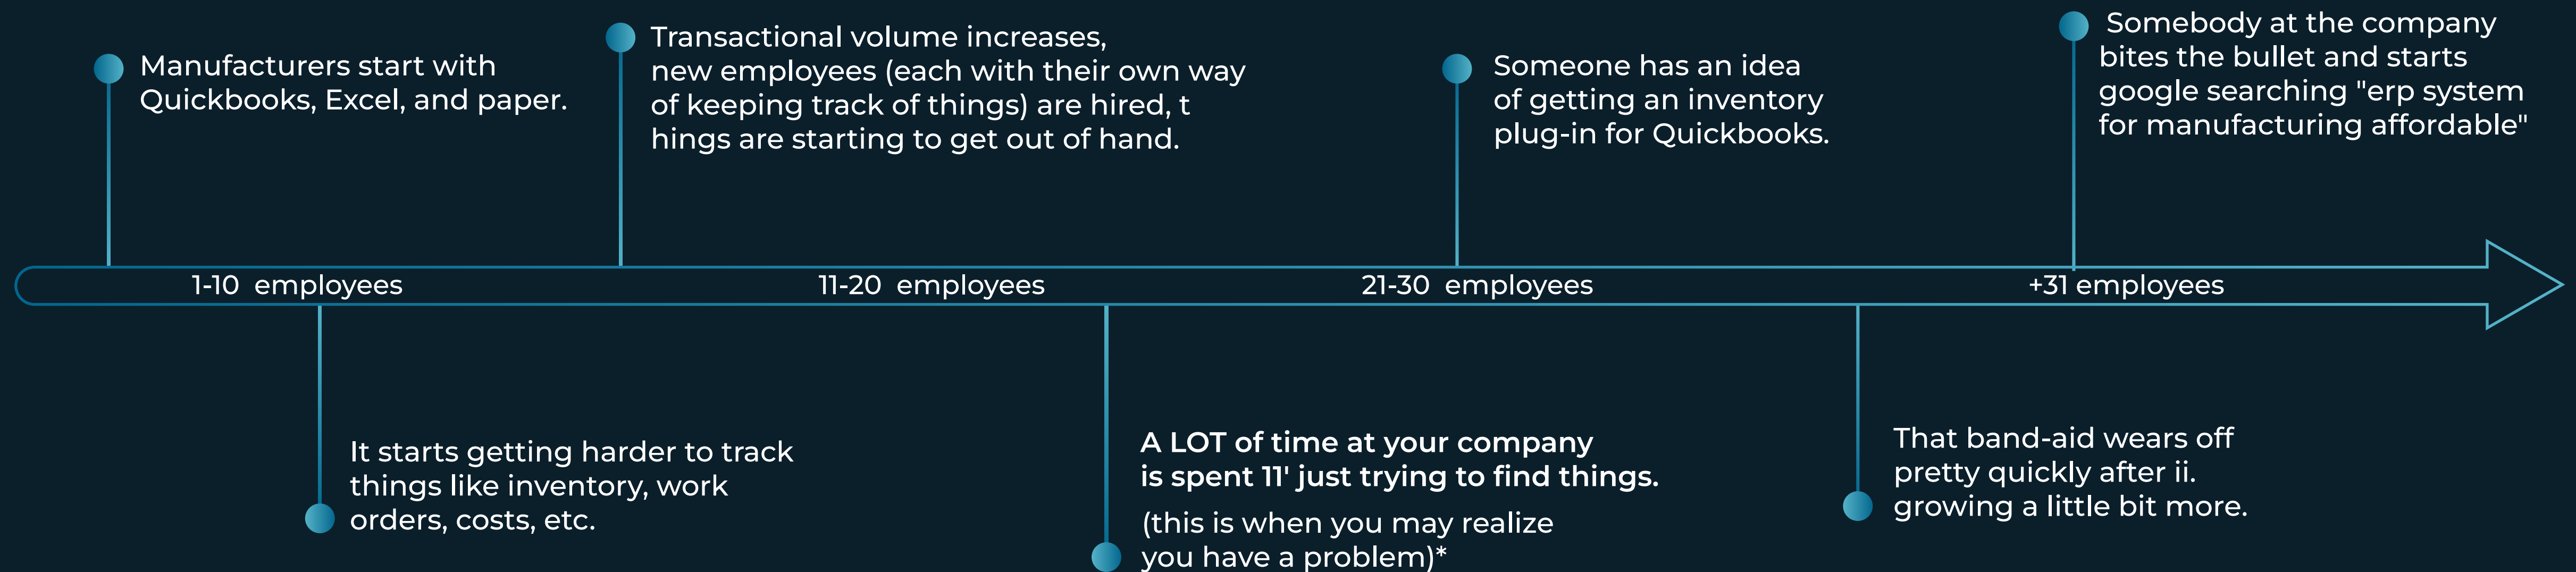 Manufacturers start with
Quickbooks, Excel, and paper.
Transactional volume increases,
new employees (each with their own way
of keeping track of things) are hired, t
hings are starting to get out of hand.
Someone has an idea
of getting an inventory
plug-in for Quickbooks.
Somebody at the company
bites the bullet and starts
google searching "erp system
for manufacturing affordable"
1-10 employees
11-20 employees
21-30 employees
+31 employees
It starts getting harder to track
things like inventory, work
orders, costs, etc.
A LOT of time at your company
is spent 11' just trying to find things.
(this is when you may realize
you have a problem)*
That band-aid wears off
pretty quickly after ii.
growing a little bit more.